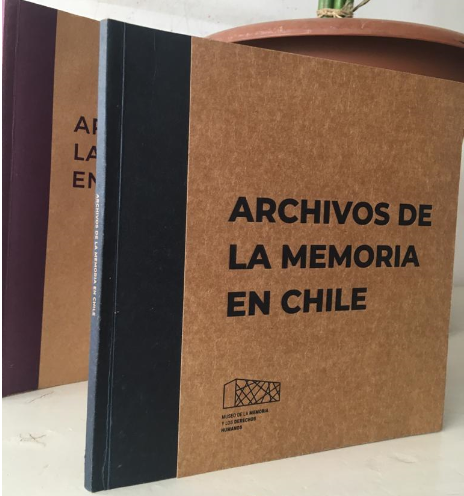 ARCHIVOS DE
LA MEMORIA
EN CHILE
MUSEO DE LA MEMORIA
Y LOS DERECHOS
HUMANOS
ARCHIVOS DE LA MEMORIA EN CHILE
AR
LA
EN